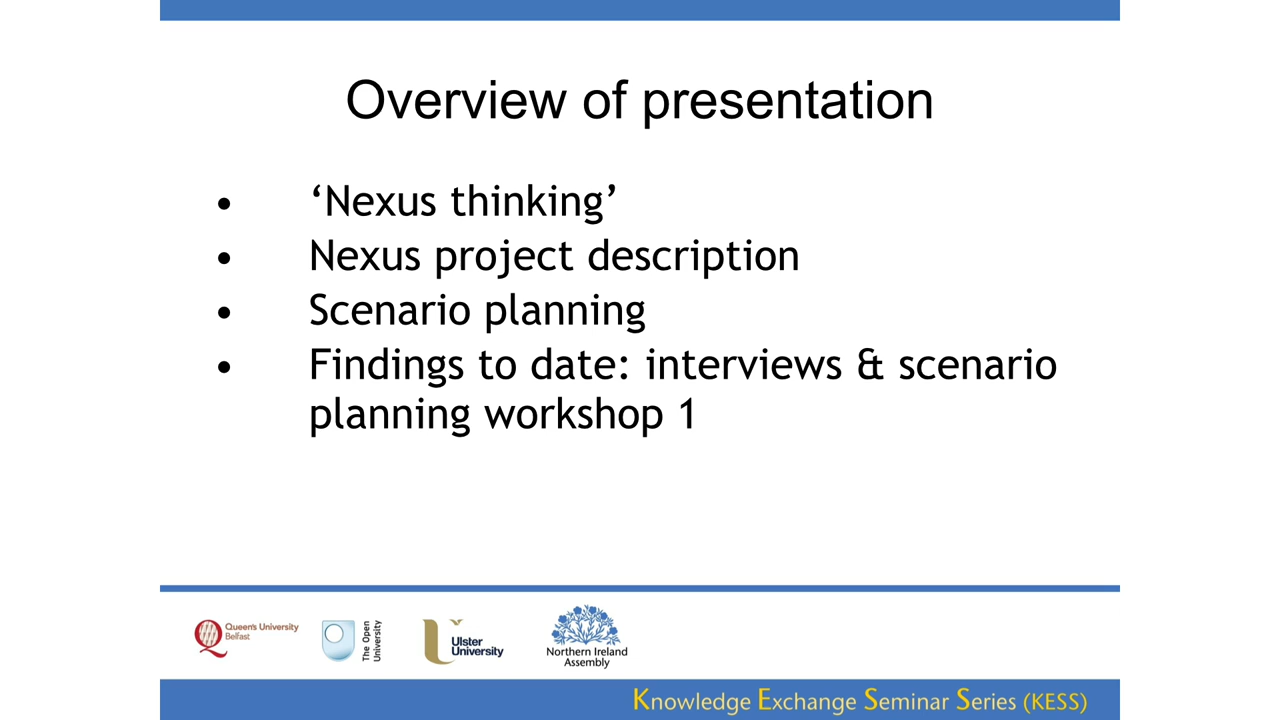 Overview of presentation
• ‘Nexus thinking’
• Nexus project description
• Scenario planning
• Findings to date: interviews & scenario
planning workshop 1
Queen's University
Belfast
The Open
University
Ulster
University
Northern Ireland
Assembly
Knowledge Exchange Seminar Series (KESS)